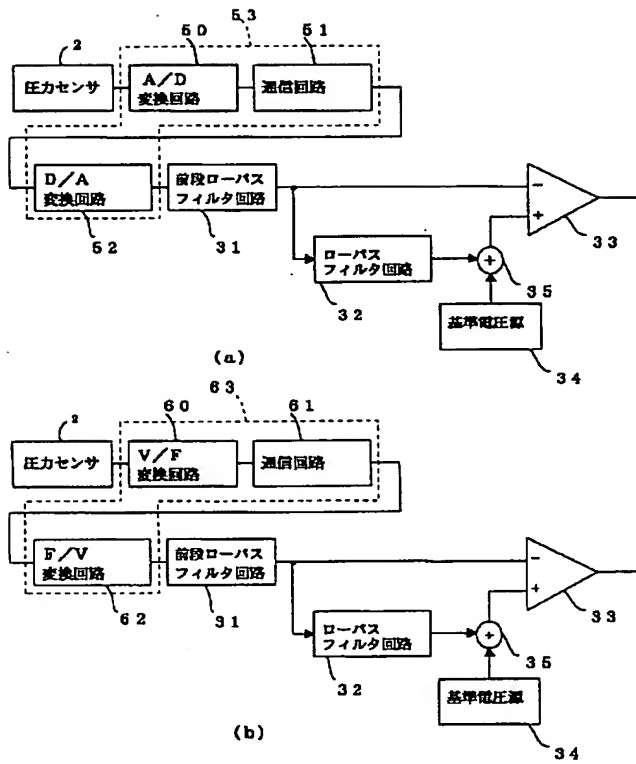 53
2
50
51
圧力センサ
A/D
変換回路
通信回路
D/A
変換回路
前段ローパス
フィルタ回路
52
31
ローパス
フィルタ回路
32
−
+
33
+
35
基準電圧源
34
(a)
63
2
60
61
圧力センサ
V/F
変換回路
通信回路
F/V
変換回路
前段ローパス
フィルタ回路
62
31
ローパス
フィルタ回路
32
−
+
33
+
35
基準電圧源
34
(b)